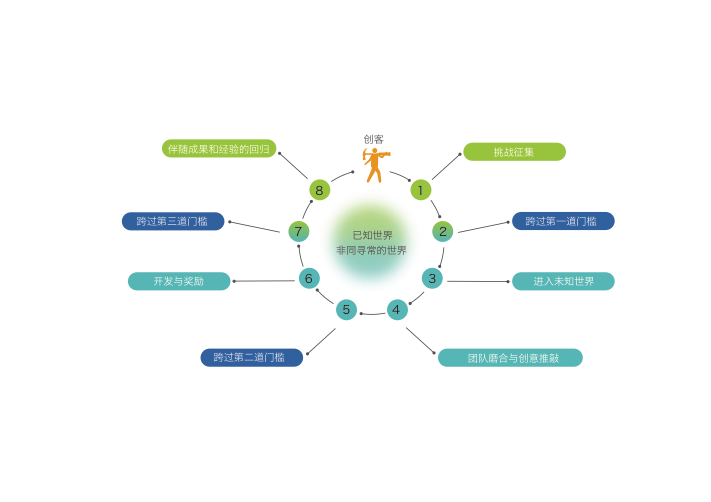 创客
伴随成果和经验的回归
挑战征集
8
1
跨过第三道门槛
跨过第一道门槛
7
2
已知世界
非同寻常的世界
开发与奖励
进入未知世界
6
3
5
4
跨过第二道门槛
团队磨合与创意推敲